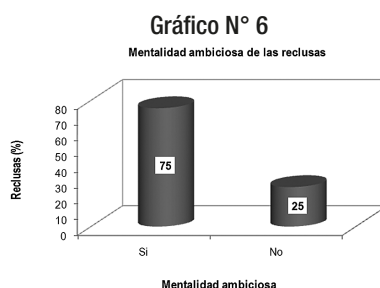 Gráfico N° 6
Mentalidad ambiciosa de las reclusas
Reclusas (%)
80
70
60
50
40
30
20
10
0
75
25
Si
No
Mentalidad ambiciosa